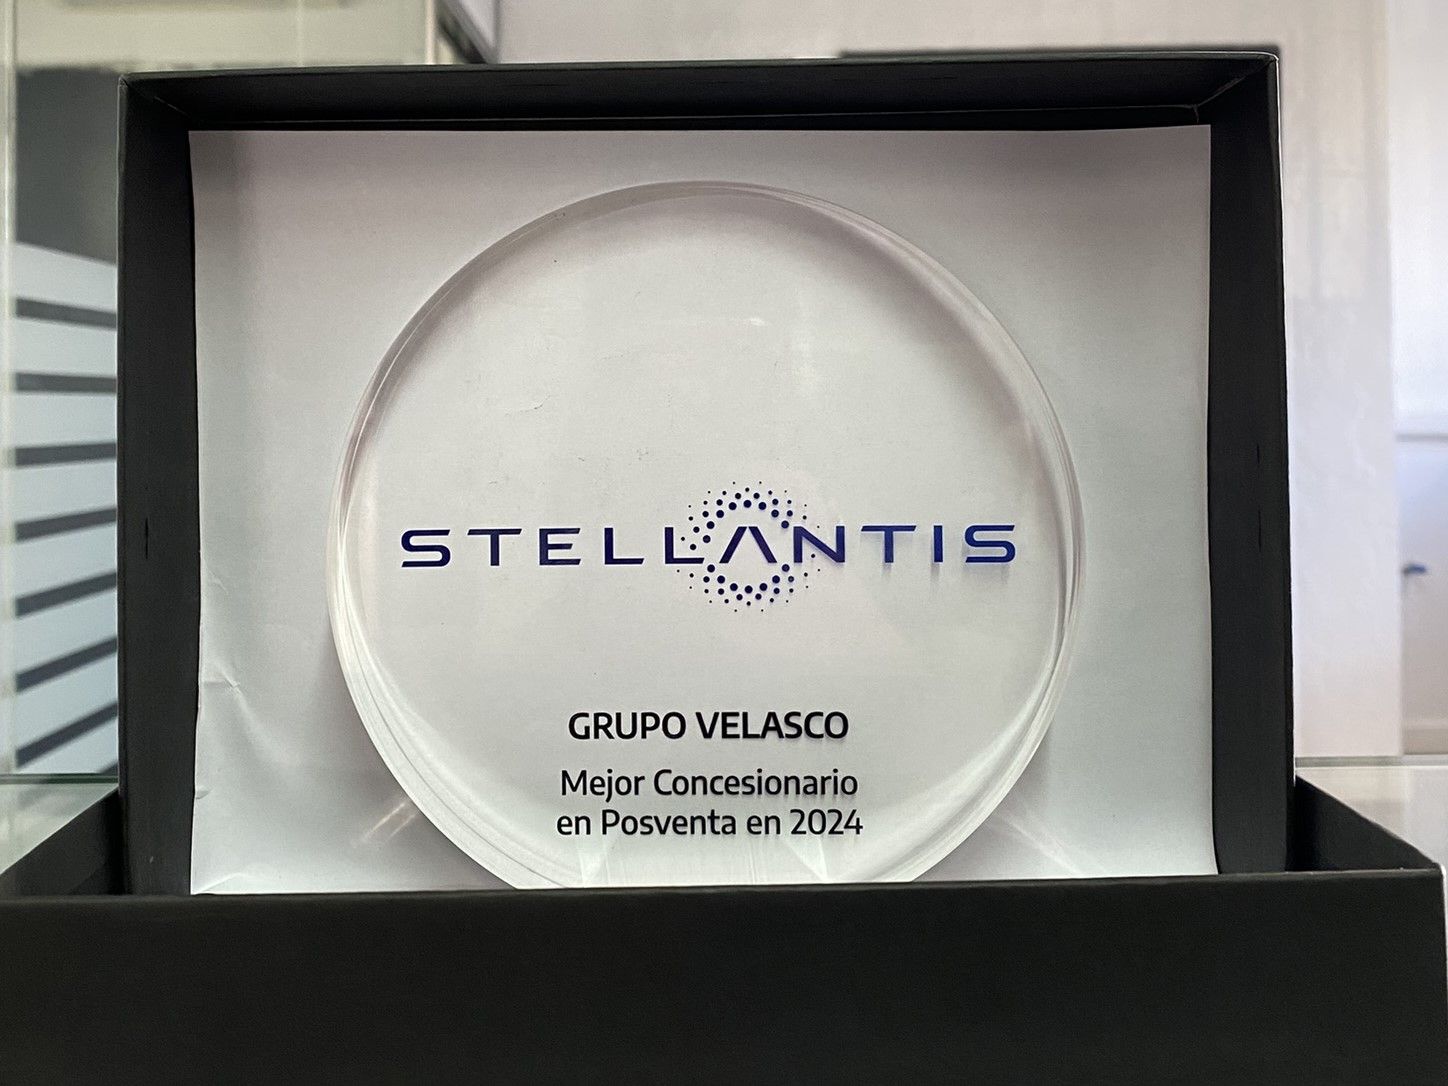 STELLANTIS
GRUPO VELASCO
Mejor Concesionario
en Posventa en 2024